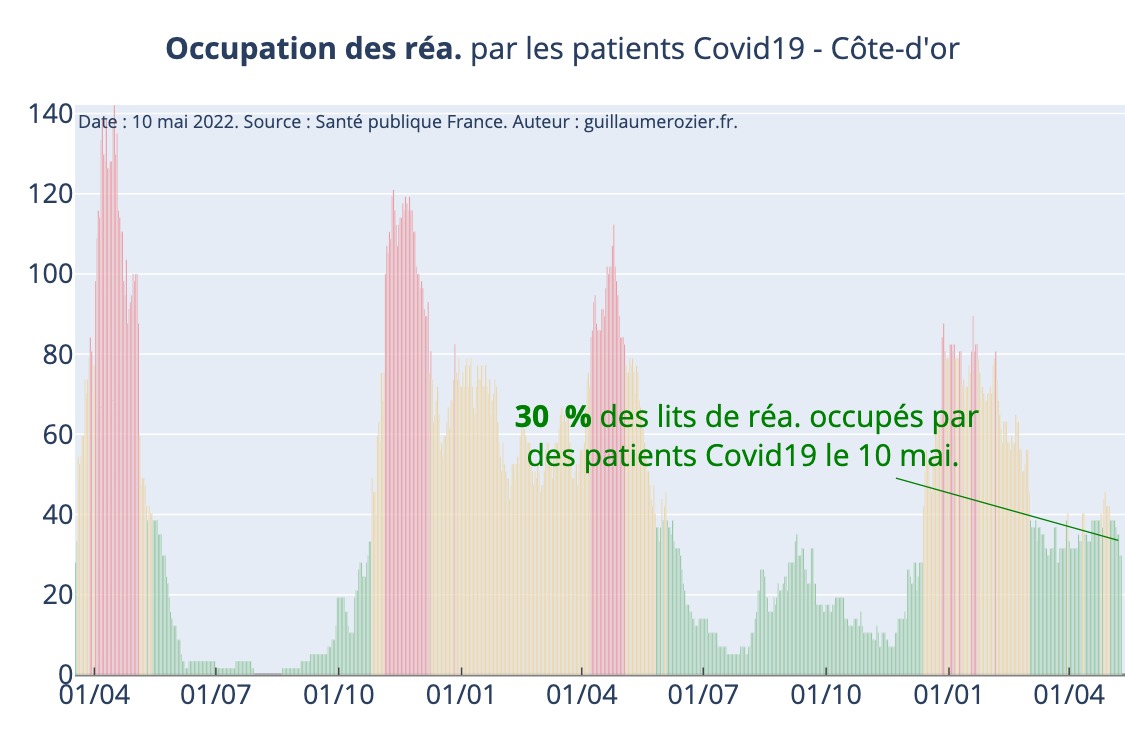 Occupation des réa. par les patients Covid19 - Côte-d'or
140
Date : 10 mai 2022. Source : Santé publique France. Auteur : guillaumerozier.fr.
120
100
80
30 % des lits de réa. occupés par
60
des patients Covid19 le 10 mai.
40
20
0
01/04 01/07 01/10 01/01 01/04 01/07 01/10 01/01 01/04